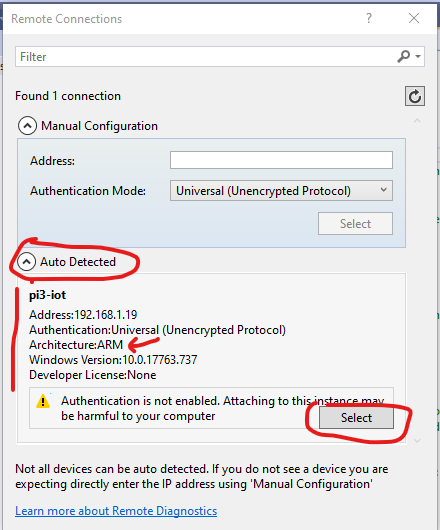 Remote Connections
Filter
Found 1 connection
Manual Configuration
Address:
Authentication Mode: Universal (Unencrypted Protocol)
Select
Auto Detected
pi3-iot
Address:192.168.1.19
Authentication:Universal (Unencrypted Protocol)
Architecture:ARM
Windows Version:10.0.17763.737
Developer License:None
Authentication is not enabled. Attaching to this instance may
be harmful to your computer
Select
Not all devices can be auto detected. If you do not see a device you are
expecting directly enter the IP address using 'Manual Configuration'
Learn more about Remote Diagnostics